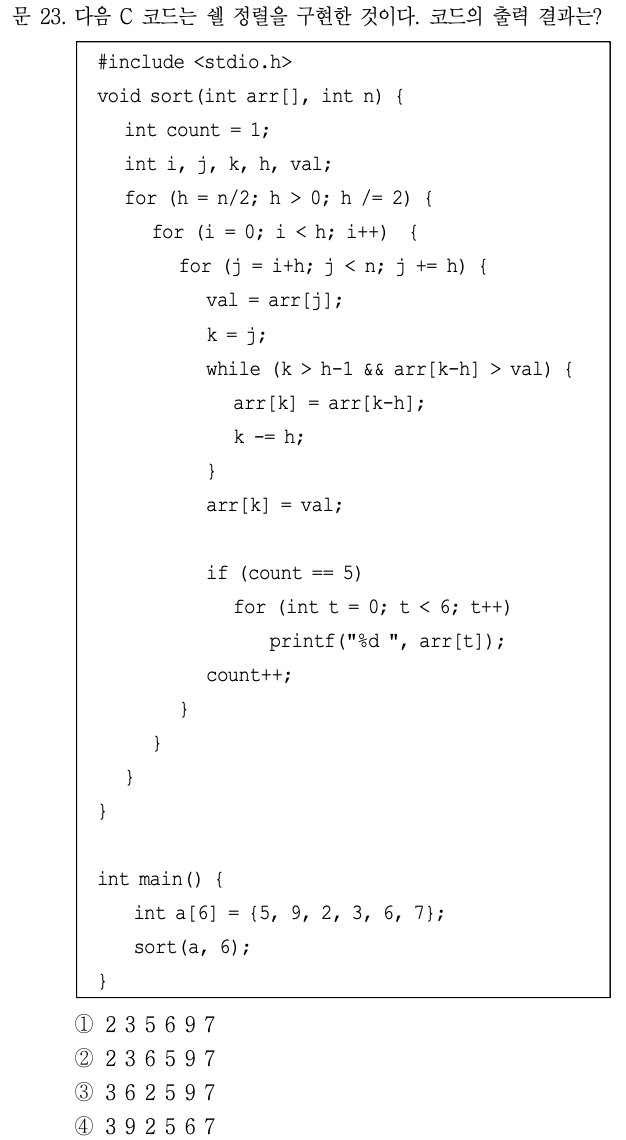 문 23. 다음 C 코드는 쉘 정렬을 구현한 것이다. 코드의 출력 결과는?
#include <stdio.h>
void sort(int arr[], int n) {
int count = 1;
int i, j, k, h, val;
for (h = n/2; h > 0; h /= 2) {
for (i = 0; i < h; i++) {
for (j = i+h; j < n; j += h) {
val = arr[j];
k = j;
while (k > h-1 && arr[k-h] > val) {
arr[k] = arr[k-h];
k -= h;
}
arr[k] = val;
if (count == 5)
for (int t = 0; t < 6; t++)
printf("%d ", arr[t]);
count++;
}
}
}
}
int main() {
int a[6] = {5, 9, 2, 3, 6, 7};
sort(a, 6);
}
① 2 3 5 6 9 7
② 2 3 6 5 9 7
③ 3 6 2 5 9 7
④ 3 9 2 5 6 7